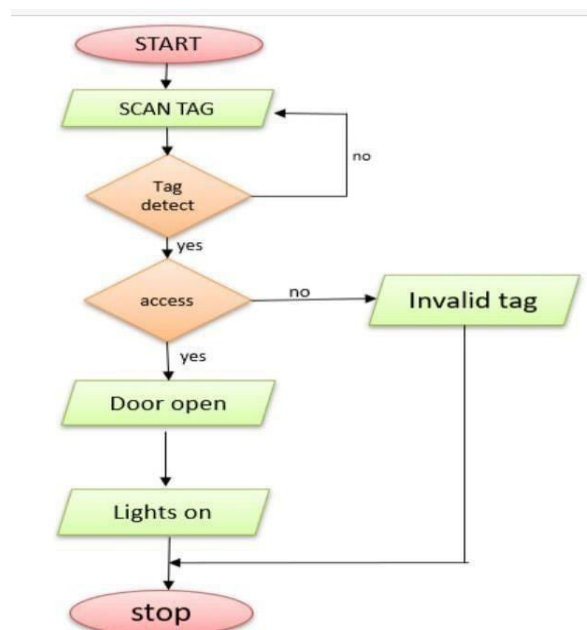 START
SCAN TAG
no
Tag
detect
yes
access
no
Invalid tag
yes
Door open
Lights on
stop